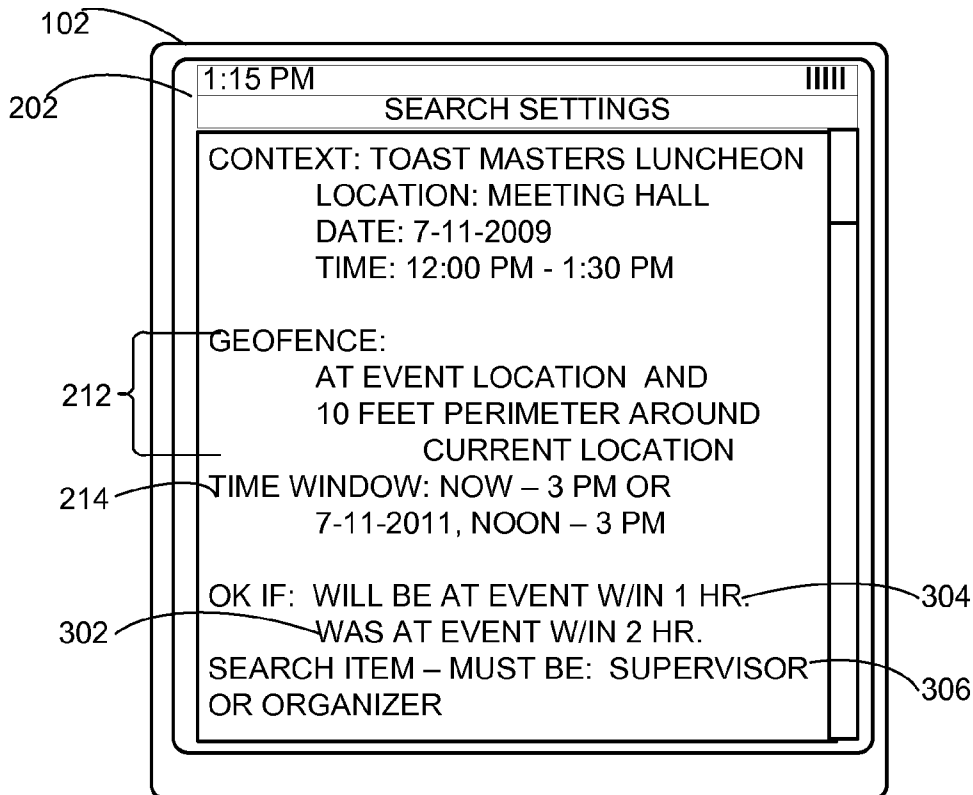 102
1:15 PM
202
SEARCH SETTINGS
CONTEXT: TOAST MASTERS LUNCHEON
LOCATION: MEETING HALL
DATE: 7-11-2009
TIME: 12:00 PM - 1:30 PM
GEOFENCE:
AT EVENT LOCATION AND
212
10 FEET PERIMETER AROUND
CURRENT LOCATION
214
TIME WINDOW: NOW – 3 PM OR
7-11-2011, NOON – 3 PM
OK IF: WILL BE AT EVENT W/IN 1 HR.
304
302
WAS AT EVENT W/IN 2 HR.
SEARCH ITEM – MUST BE: SUPERVISOR
306
OR ORGANIZER